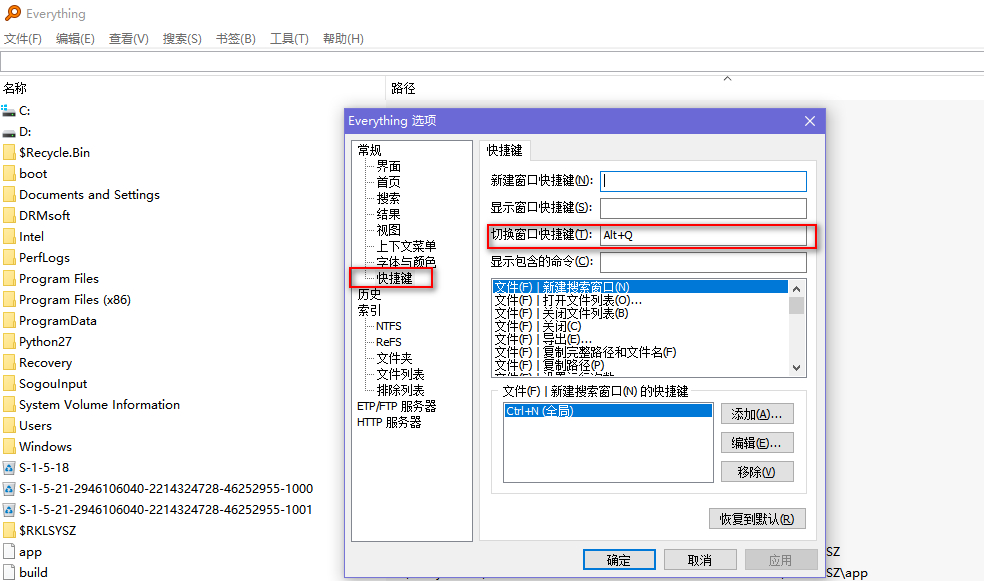 Everything
文件(F) 编辑(E) 查看(V) 搜索(S) 书签(B) 工具(T) 帮助(H)
名称 路径
C:
D:
$Recycle.Bin
boot
Documents and Settings
DRMsoft
Intel
PerfLogs
Program Files
Program Files (x86)
ProgramData
Python27
Recovery
SogouInput
System Volume Information
Users
Windows
S-1-5-18
S-1-5-21-2946106040-2214324728-46252955-1000
S-1-5-21-2946106040-2214324728-46252955-1001
$RKLSYSZ
app
build
Everything 选项
常规
界面
首页
搜索
结果
视图
上下文菜单
字体与颜色
快捷键
历史
索引
NTFS
ReFS
文件夹
文件列表
排除列表
ETP/FTP 服务器
HTTP 服务器
快捷键
新建窗口快捷键(N):
显示窗口快捷键(S):
切换窗口快捷键(T): Alt+Q
显示包含的命令(C):
文件(F) | 新建搜索窗口(N)
文件(F) | 打开文件列表(O)...
文件(F) | 关闭文件列表(B)
文件(F) | 关闭(C)
文件(F) | 导出(E)...
文件(F) | 复制完整路径和文件名(F)
文件(F) | 复制路径(P)
文件(F) | 新建搜索窗口(N) 的快捷键
Ctrl+N (全局)
添加(A)...
编辑(E)...
移除(V)
恢复到默认(R)
确定 取消 应用
SZ
SZ\app